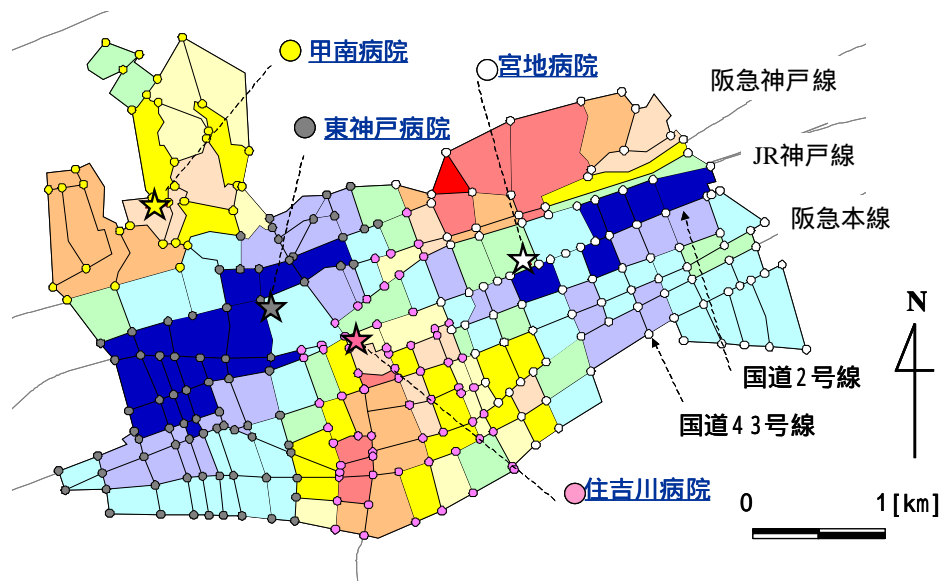 甲南病院
宮地病院
阪急神戸線
東神戸病院
JR神戸線
阪急本線
N
国道2号線
国道43号線
住吉川病院
0 1[km]